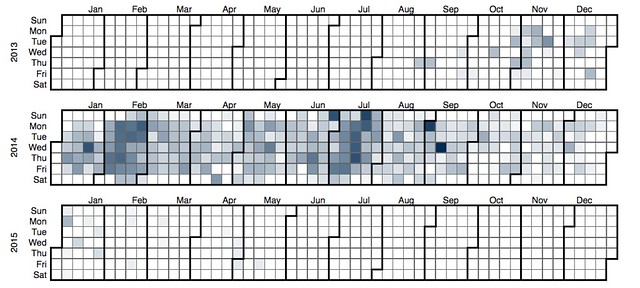 Jan Feb Mar Apr May Jun Jul Aug Sep Oct Nov Dec
2013
Sun
Mon
Tue
Wed
Thu
Fri
Sat
Jan Feb Mar Apr May Jun Jul Aug Sep Oct Nov Dec
2014
Sun
Mon
Tue
Wed
Thu
Fri
Sat
Jan Feb Mar Apr May Jun Jul Aug Sep Oct Nov Dec
2015
Sun
Mon
Tue
Wed
Thu
Fri
Sat